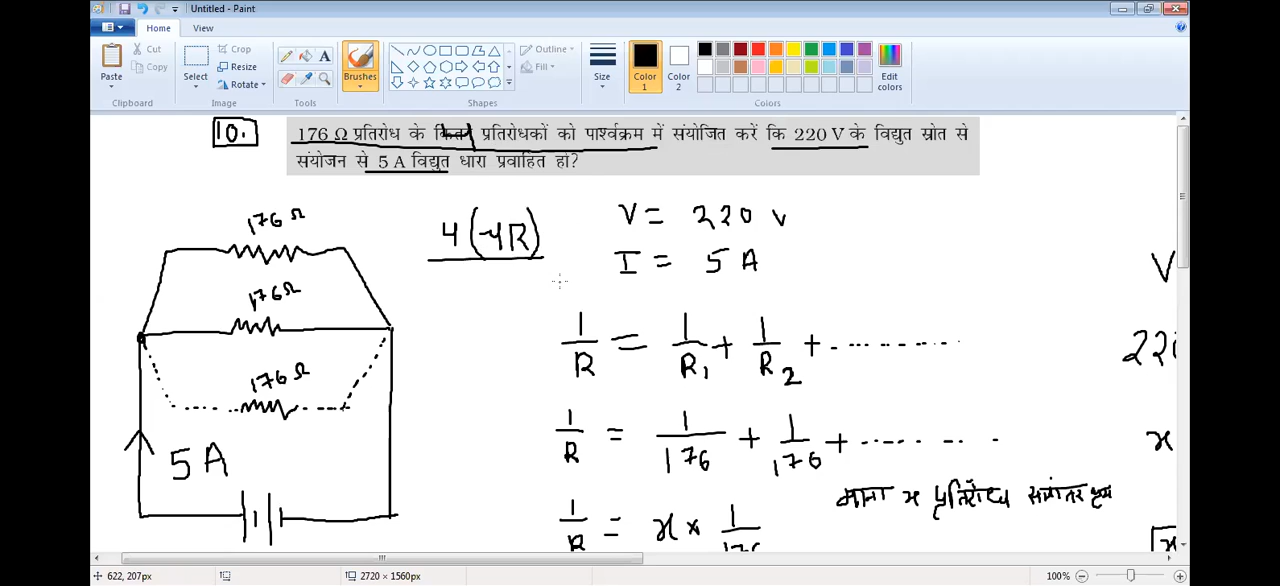 Untitled - Paint
Home View
Paste
Cut
Copy
Clipboard
Select
Crop
Resize
Rotate
Image
Tools
Brushes
Outline
Fill
Shapes
Size
Color 1
Color 2
Edit colors
Colors
10.
176 Ω प्रतिरोध के प्रतिरोधकों को पार्श्वक्रम में संयोजित करें कि 220 V के विद्युत स्रोत से
संयोजन से 5 A विद्युत धारा प्रवाहित हो?
176 Ω
176 Ω
176 Ω
5 A
4
V = 220 V
I = 5 A
1/R = 1/R1 + 1/R2 + ............
1/R = 1/176 + 1/176 + ............
माना x प्रतिरोध समांतर क्रम
1/R = x × 1/176
V
220
x
622, 207px
2720 × 1560px
100%